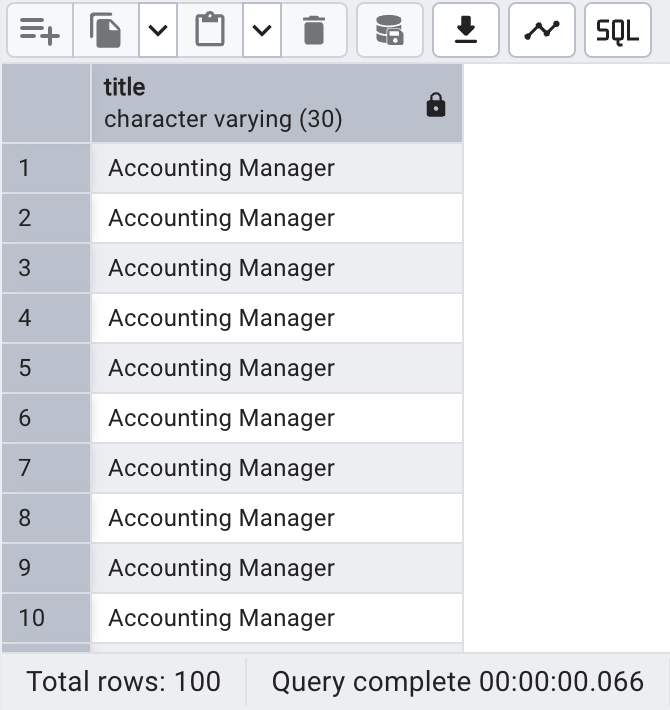 SQL
title
character varying (30)
1 Accounting Manager
2 Accounting Manager
3 Accounting Manager
4 Accounting Manager
5 Accounting Manager
6 Accounting Manager
7 Accounting Manager
8 Accounting Manager
9 Accounting Manager
10 Accounting Manager
Total rows: 100 Query complete 00:00:00.066